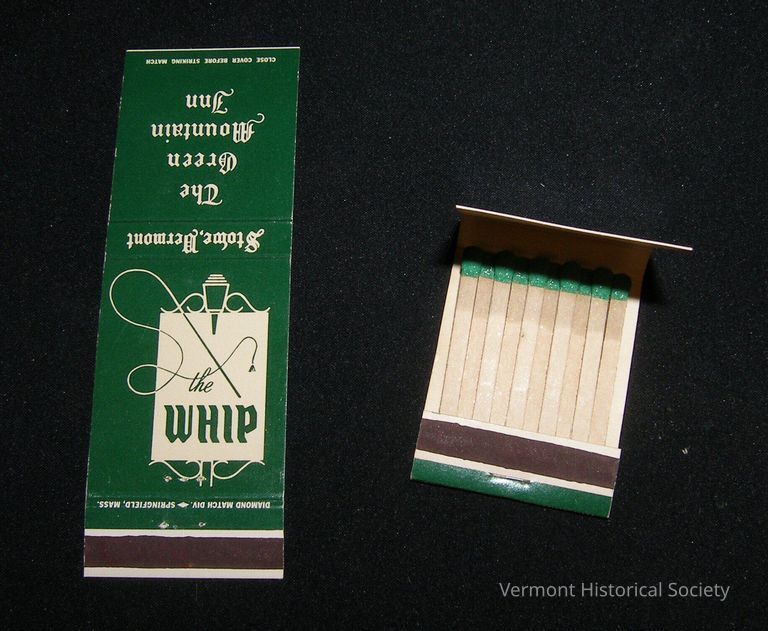 CLOSE COVER BEFORE STRIKING MATCH
The
Green
Mountain
Inn
Stowe, Vermont
the
WHIP
DIAMOND MATCH DIV. SPRINGFIELD, MASS.
Vermont Historical Society